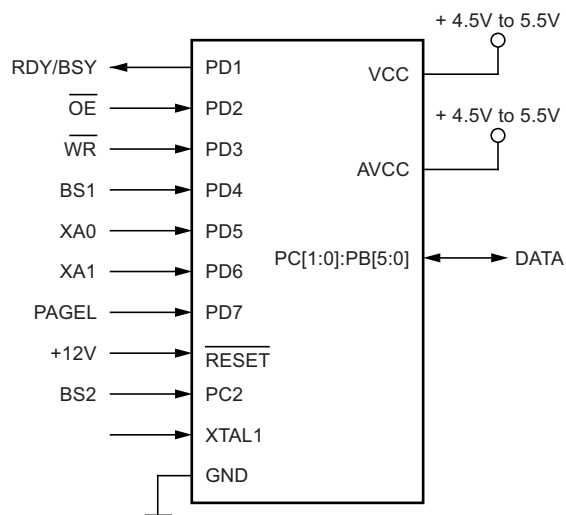 + 4.5V to 5.5V
RDY/BSY PD1 VCC
OE PD2
+ 4.5V to 5.5V
WR PD3
BS1 PD4 AVCC
XA0 PD5
PC[1:0]:PB[5:0] DATA
XA1 PD6
PAGEL PD7
+12V RESET
BS2 PC2
XTAL1
GND